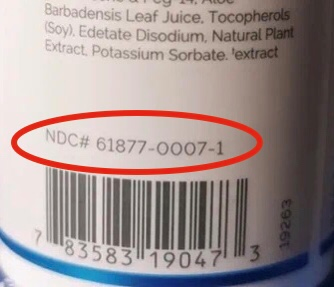 Barbadensis Leaf Juice, Tocopherols
(Soy), Edetate Disodium, Natural Plant
Extract, Potassium Sorbate. †extract
NDC# 61877-0007-1
7 83583 19047 3
19263